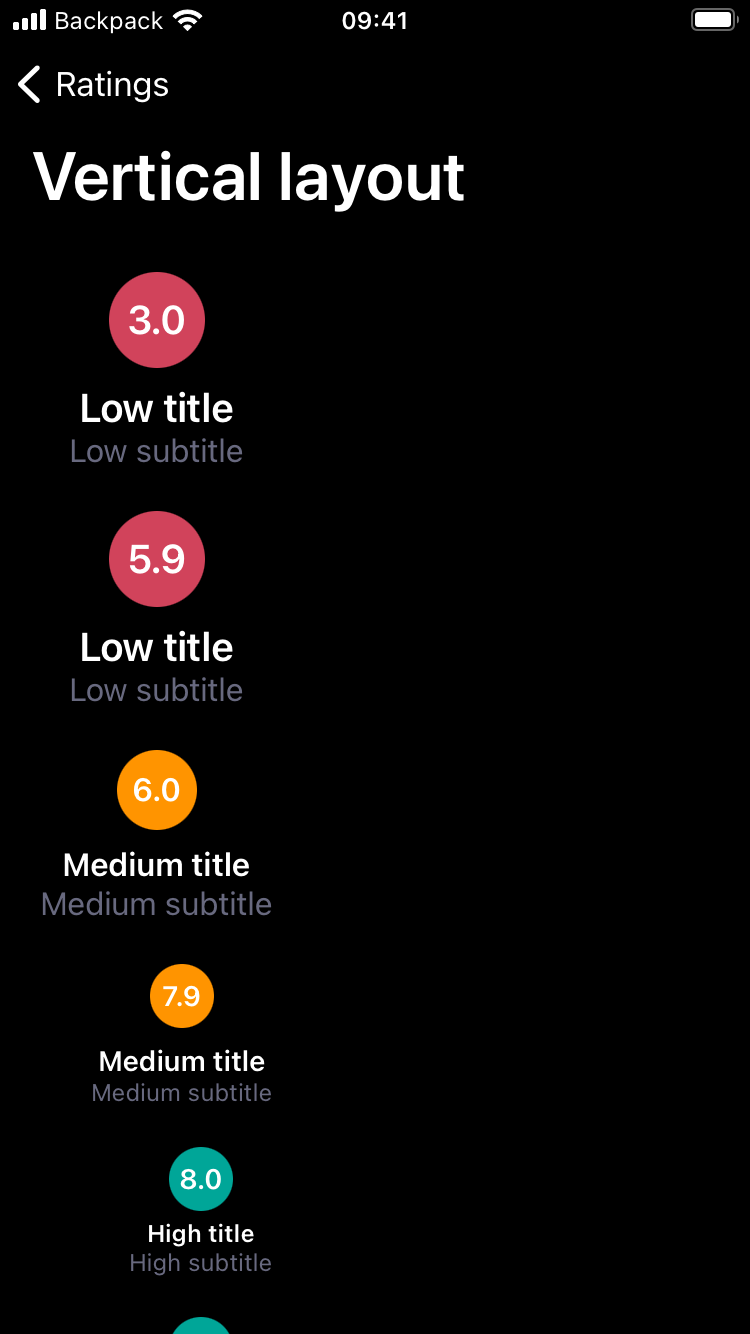 Backpack 09:41
Ratings
Vertical layout
3.0
Low title
Low subtitle
5.9
Low title
Low subtitle
6.0
Medium title
Medium subtitle
7.9
Medium title
Medium subtitle
8.0
High title
High subtitle